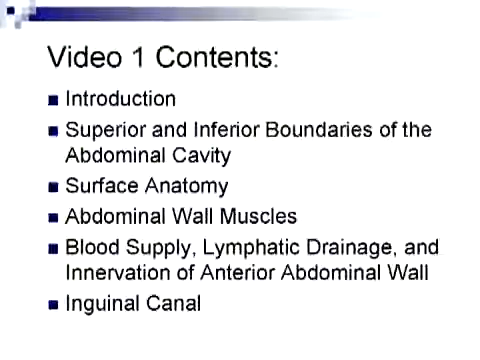 Video 1 Contents:
Introduction
Superior and Inferior Boundaries of the
Abdominal Cavity
Surface Anatomy
Abdominal Wall Muscles
Blood Supply, Lymphatic Drainage, and
Innervation of Anterior Abdominal Wall
Inguinal Canal